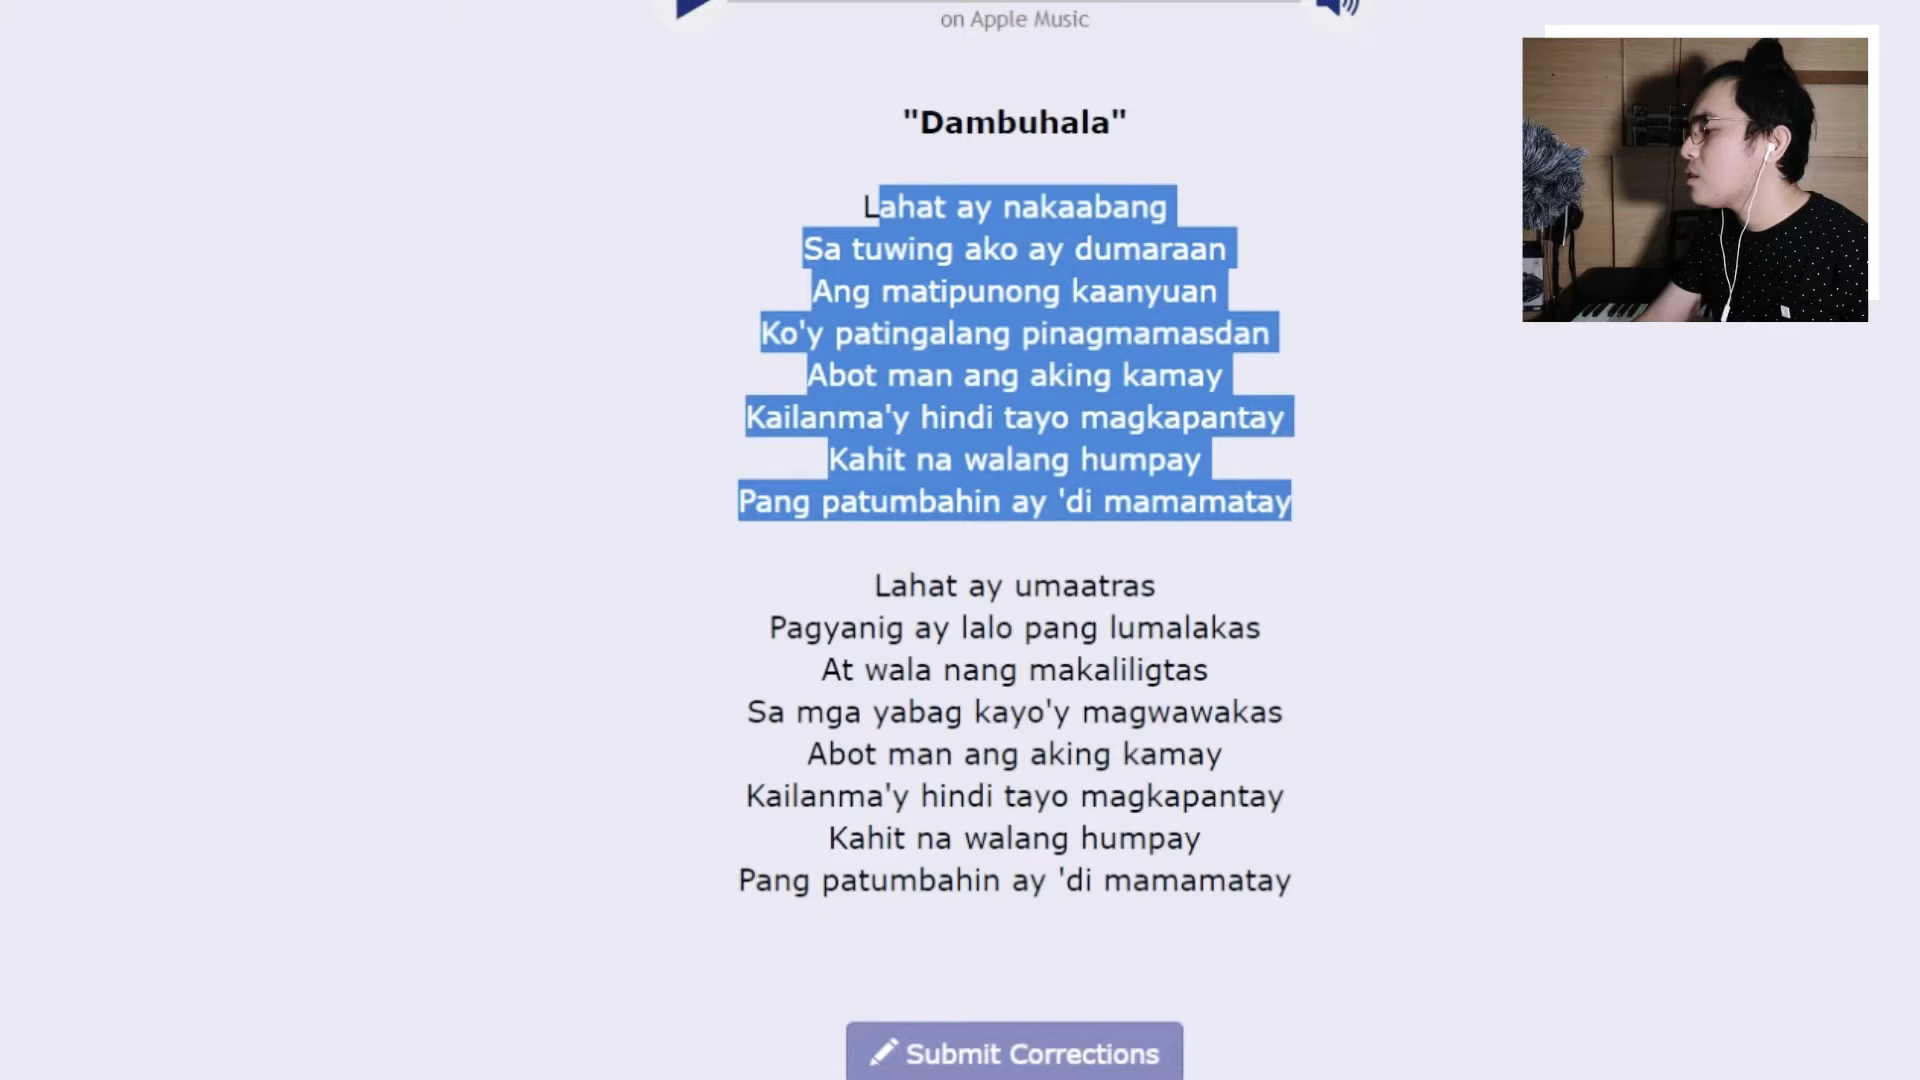 on Apple Music
"Dambuhala"
Lahat ay nakaabang
Sa tuwing ako ay dumaraan
Ang matipunong kaanyuan
Ko'y patingalang pinagmamasdan
Abot man ang aking kamay
Kailanma'y hindi tayo magkapantay
Kahit na walang humpay
Pang patumbahin ay 'di mamamatay
Lahat ay umaatras
Pagyanig ay lalo pang lumalakas
At wala nang makaliligtas
Sa mga yabag kayo'y magwawakas
Abot man ang aking kamay
Kailanma'y hindi tayo magkapantay
Kahit na walang humpay
Pang patumbahin ay 'di mamamatay
Submit Corrections